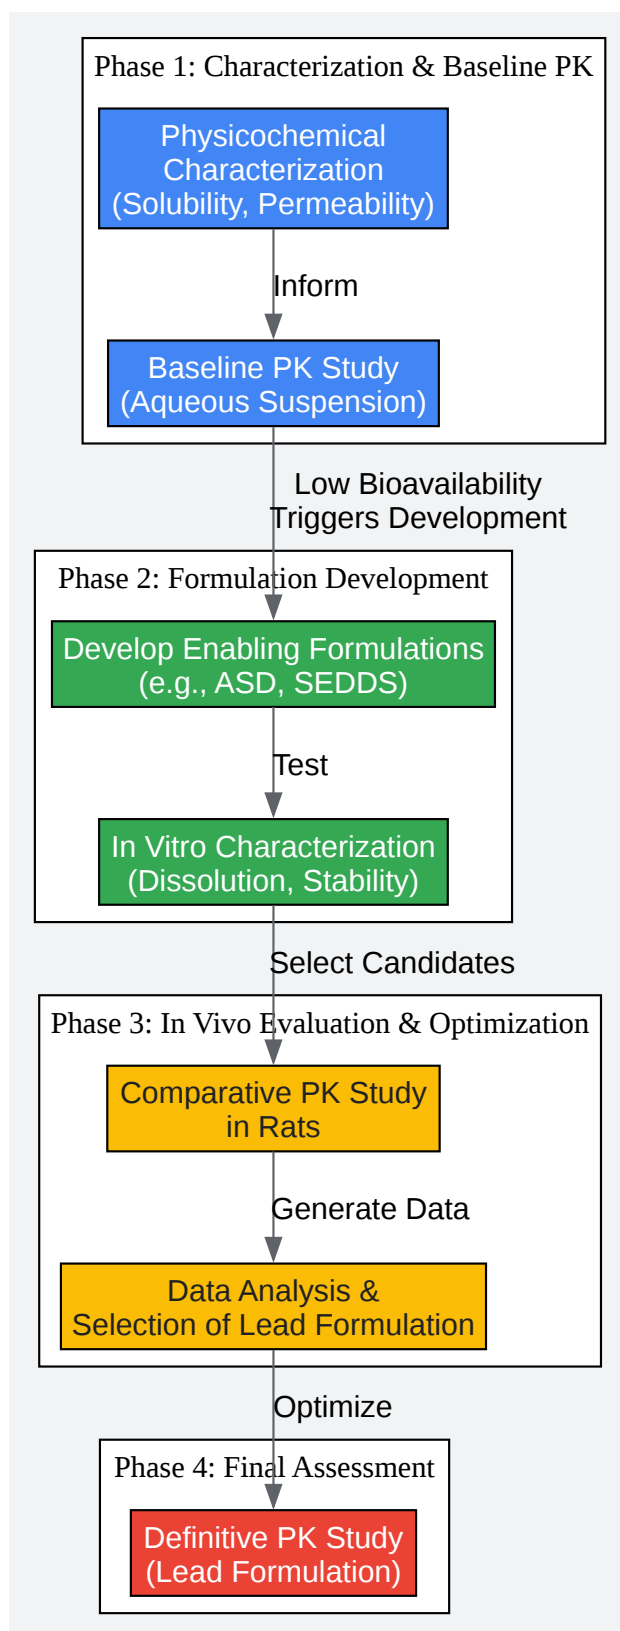 Phase 1: Characterization & Baseline PK
Physicochemical
Characterization
(Solubility, Permeability)
Inform
Baseline PK Study
(Aqueous Suspension)
Low Bioavailability
Triggers Development
Phase 2: Formulation Development
Develop Enabling Formulations
(e.g., ASD, SEDDS)
Test
In Vitro Characterization
(Dissolution, Stability)
Select Candidates
Phase 3: In Vivo Evaluation & Optimization
Comparative PK Study
in Rats
Generate Data
Data Analysis &
Selection of Lead Formulation
Optimize
Phase 4: Final Assessment
Definitive PK Study
(Lead Formulation)